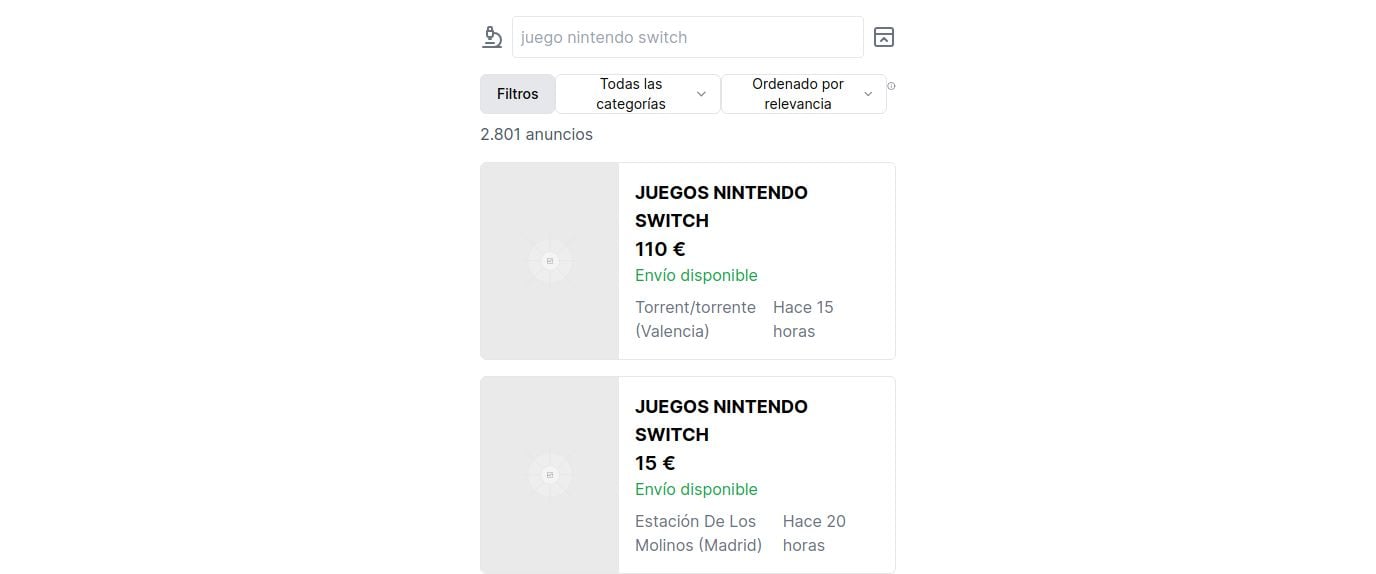 juego nintendo switch
Filtros
Todas las
categorías
Ordenado por
relevancia
2.801 anuncios
JUEGOS NINTENDO
SWITCH
110 €
Envío disponible
Torrent/torrente
(Valencia)
Hace 15
horas
JUEGOS NINTENDO
SWITCH
15 €
Envío disponible
Estación De Los
Molinos (Madrid)
Hace 20
horas